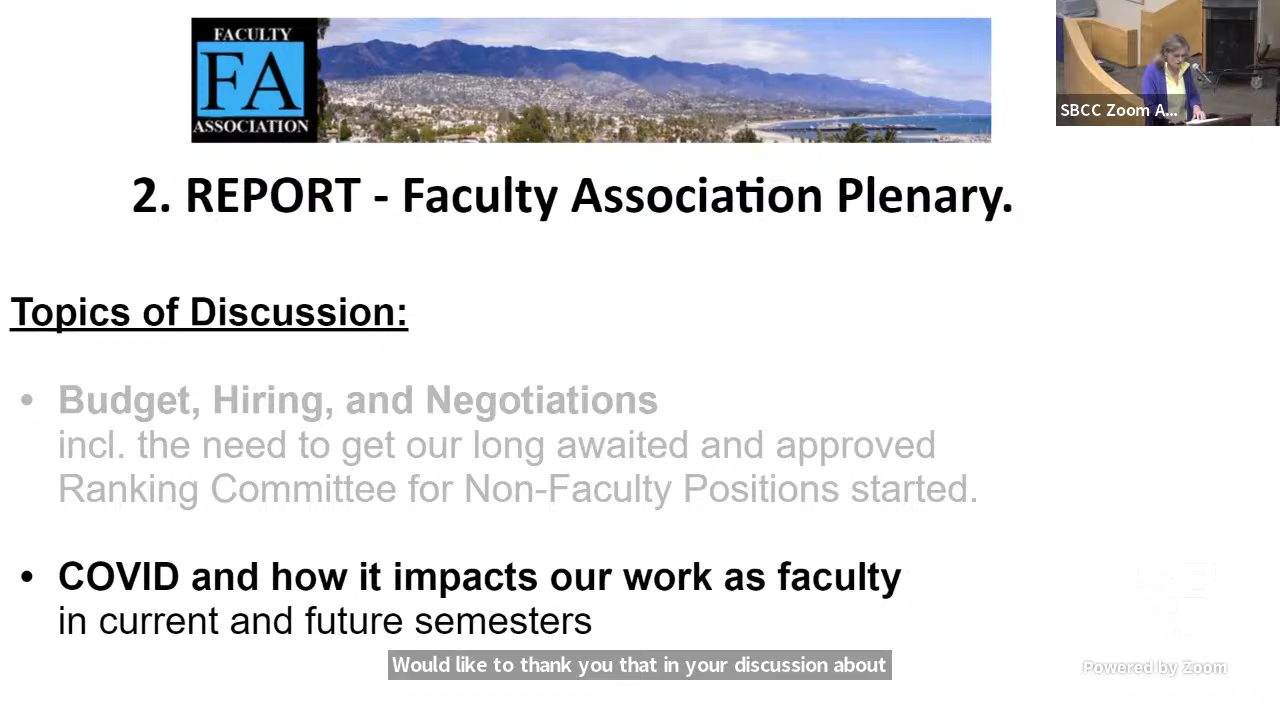 FACULTY
FA
ASSOCIATION
SBCC Zoom A...
2. REPORT - Faculty Association Plenary.
Topics of Discussion:
• Budget, Hiring, and Negotiations
incl. the need to get our long awaited and approved
Ranking Committee for Non-Faculty Positions started.
• COVID and how it impacts our work as faculty
in current and future semesters
Would like to thank you that in your discussion about
Powered by Zoom